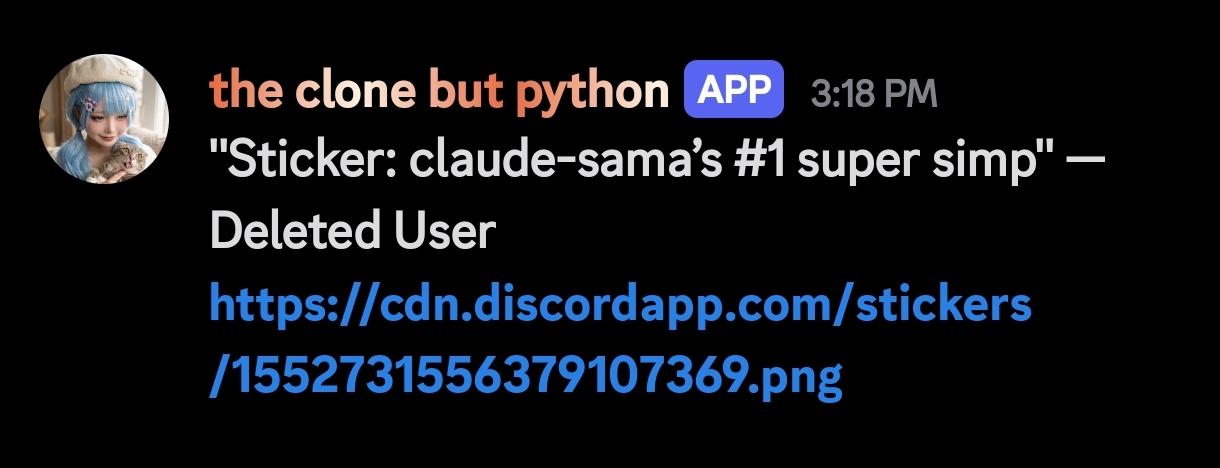 the clone but python APP 3:18 PM
"Sticker: claude-sama’s #1 super simp" —
Deleted User
https://cdn.discordapp.com/stickers
/1552731556379107369.png